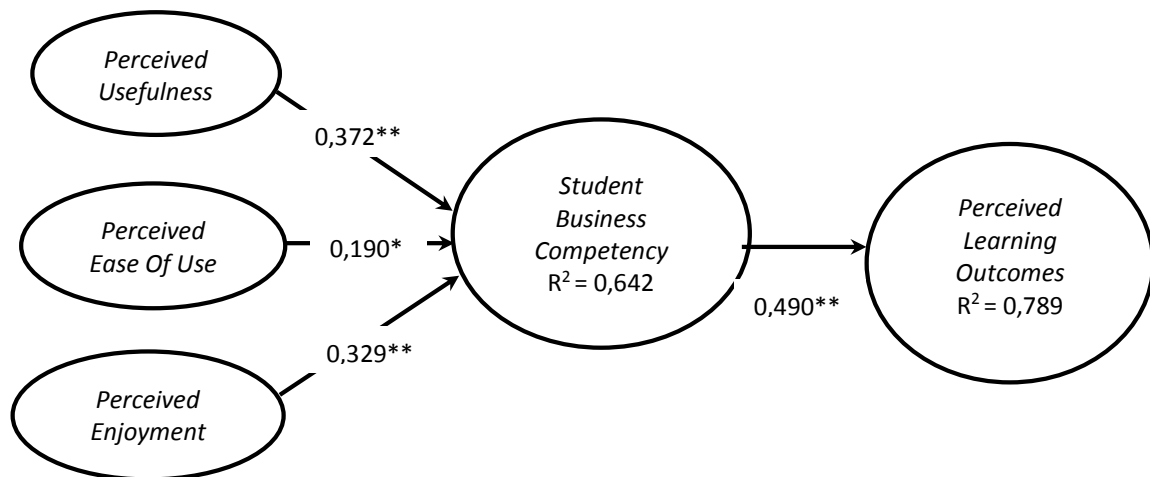 Perceived
Usefulness
0,372**
Perceived
Ease Of Use
0,190*
Perceived
Enjoyment
0,329**
Student
Business
Competency
R² = 0,642
0,490**
Perceived
Learning
Outcomes
R² = 0,789